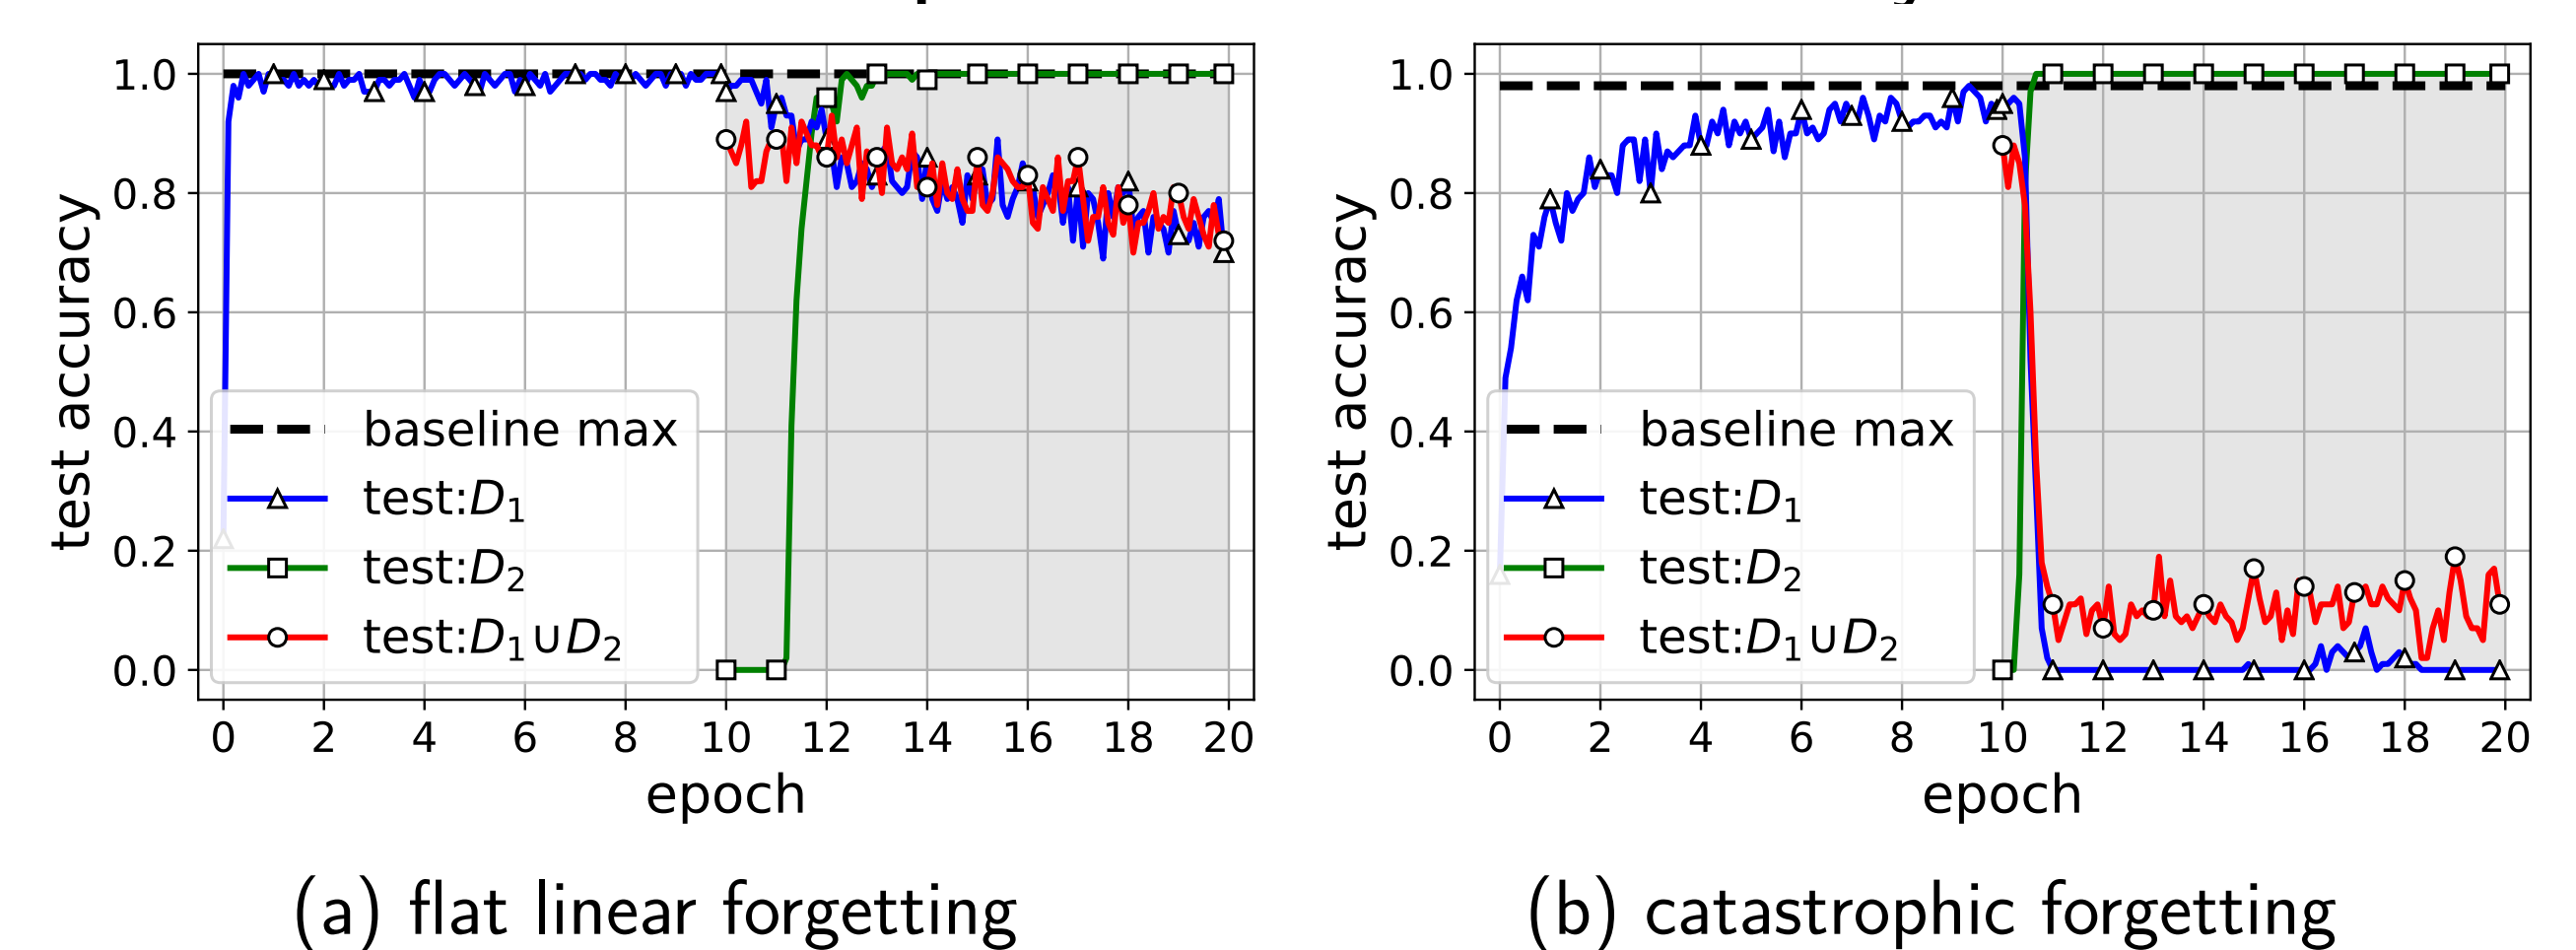 1.0
0.8
0.6
0.4
0.2
0.0
test accuracy
baseline max
test:D₁
test:D₂
test:D₁∪D₂
0 2 4 6 8 10 12 14 16 18 20
epoch
(a) flat linear forgetting
1.0
0.8
0.6
0.4
0.2
0.0
test accuracy
baseline max
test:D₁
test:D₂
test:D₁∪D₂
0 2 4 6 8 10 12 14 16 18 20
epoch
(b) catastrophic forgetting